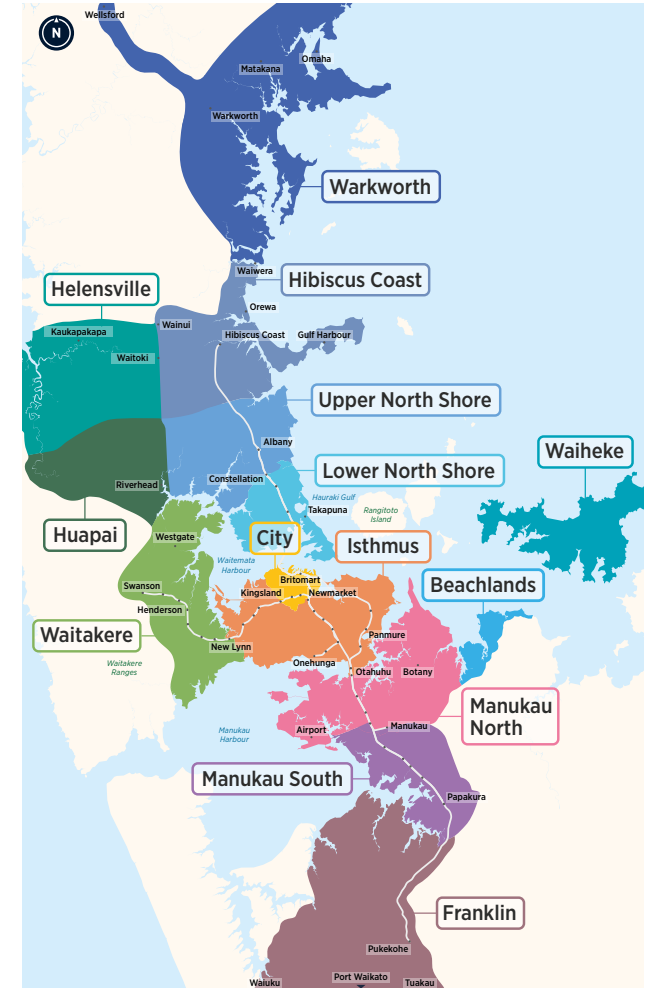 Wellsford
N
Omaha
Matakana
Warkworth
Warkworth
Waiwera
Hibiscus Coast
Helensville
Orewa
Wainui
Kaukapakapa
Hibiscus Coast
Gulf Harbour
Waitoki
Upper North Shore
Albany
Waiheke
Lower North Shore
Constellation
Riverhead
Hauraki Gulf
Takapuna
Rangitoto
Island
Huapai
Westgate
City
Isthmus
Waitemata
Harbour
Britomart
Beachlands
Swanson
Kingsland
Newmarket
Henderson
Waitakere
Panmure
New Lynn
Onehunga
Waitakere
Ranges
Otahuhu
Botany
Manukau
North
Airport
Manukau
Manukau
Harbour
Manukau South
Papakura
Franklin
Pukekohe
Port Waikato
Waiuku
Tuakau